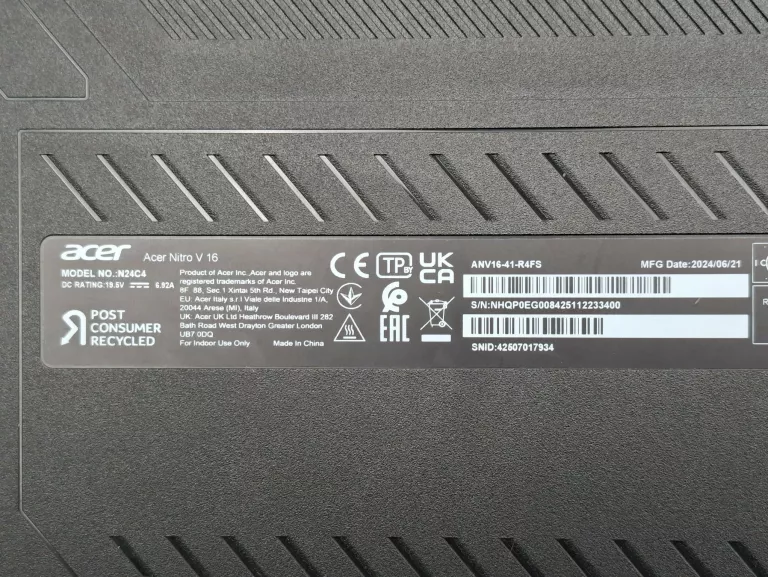 acer Acer Nitro V 16
MODEL NO.:N24C4
DC RATING:19.5V 6.92A
POST
CONSUMER
RECYCLED
Product of Acer Inc.,Acer and logo are
registered trademarks of Acer Inc.
8F 88, Sec.1 Xintai 5th Rd., New Taipei City
EU: Acer Italy s.r.l Viale delle Industrie 1/A,
20044 Arese (MI), Italy
UK: Acer UK Ltd Heathrow Boulevard III 282
Bath Road West Drayton Greater London
UB7 0DQ
For Indoor Use Only Made In China
CE TP
UK
CA
EAC
ANV16-41-R4FS MFG Date:2024/06/21
S/N:NHQP0EG008425112233400
SNID:42507017934